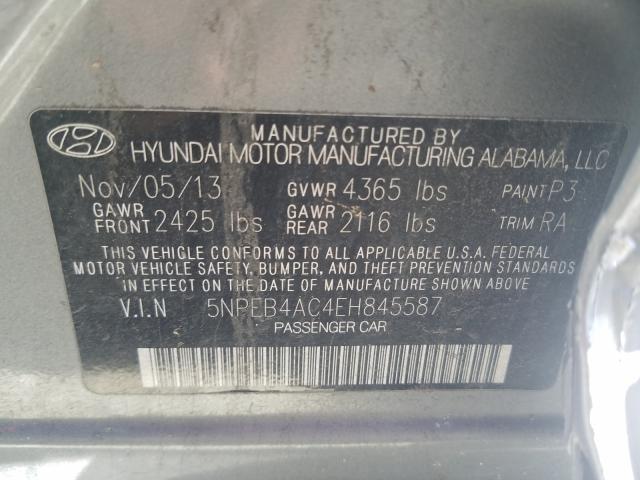 MANUFACTURED BY
HYUNDAI MOTOR MANUFACTURING ALABAMA, LLC
Nov/05/13 GVWR 4365 lbs PAINT P3
GAWR FRONT 2425 lbs GAWR REAR 2116 lbs TRIM RA
THIS VEHICLE CONFORMS TO ALL APPLICABLE U.S.A. FEDERAL
MOTOR VEHICLE SAFETY, BUMPER, AND THEFT PREVENTION STANDARDS
IN EFFECT ON THE DATE OF MANUFACTURE SHOWN ABOVE.
V.I.N 5NPEB4AC4EH845587
PASSENGER CAR